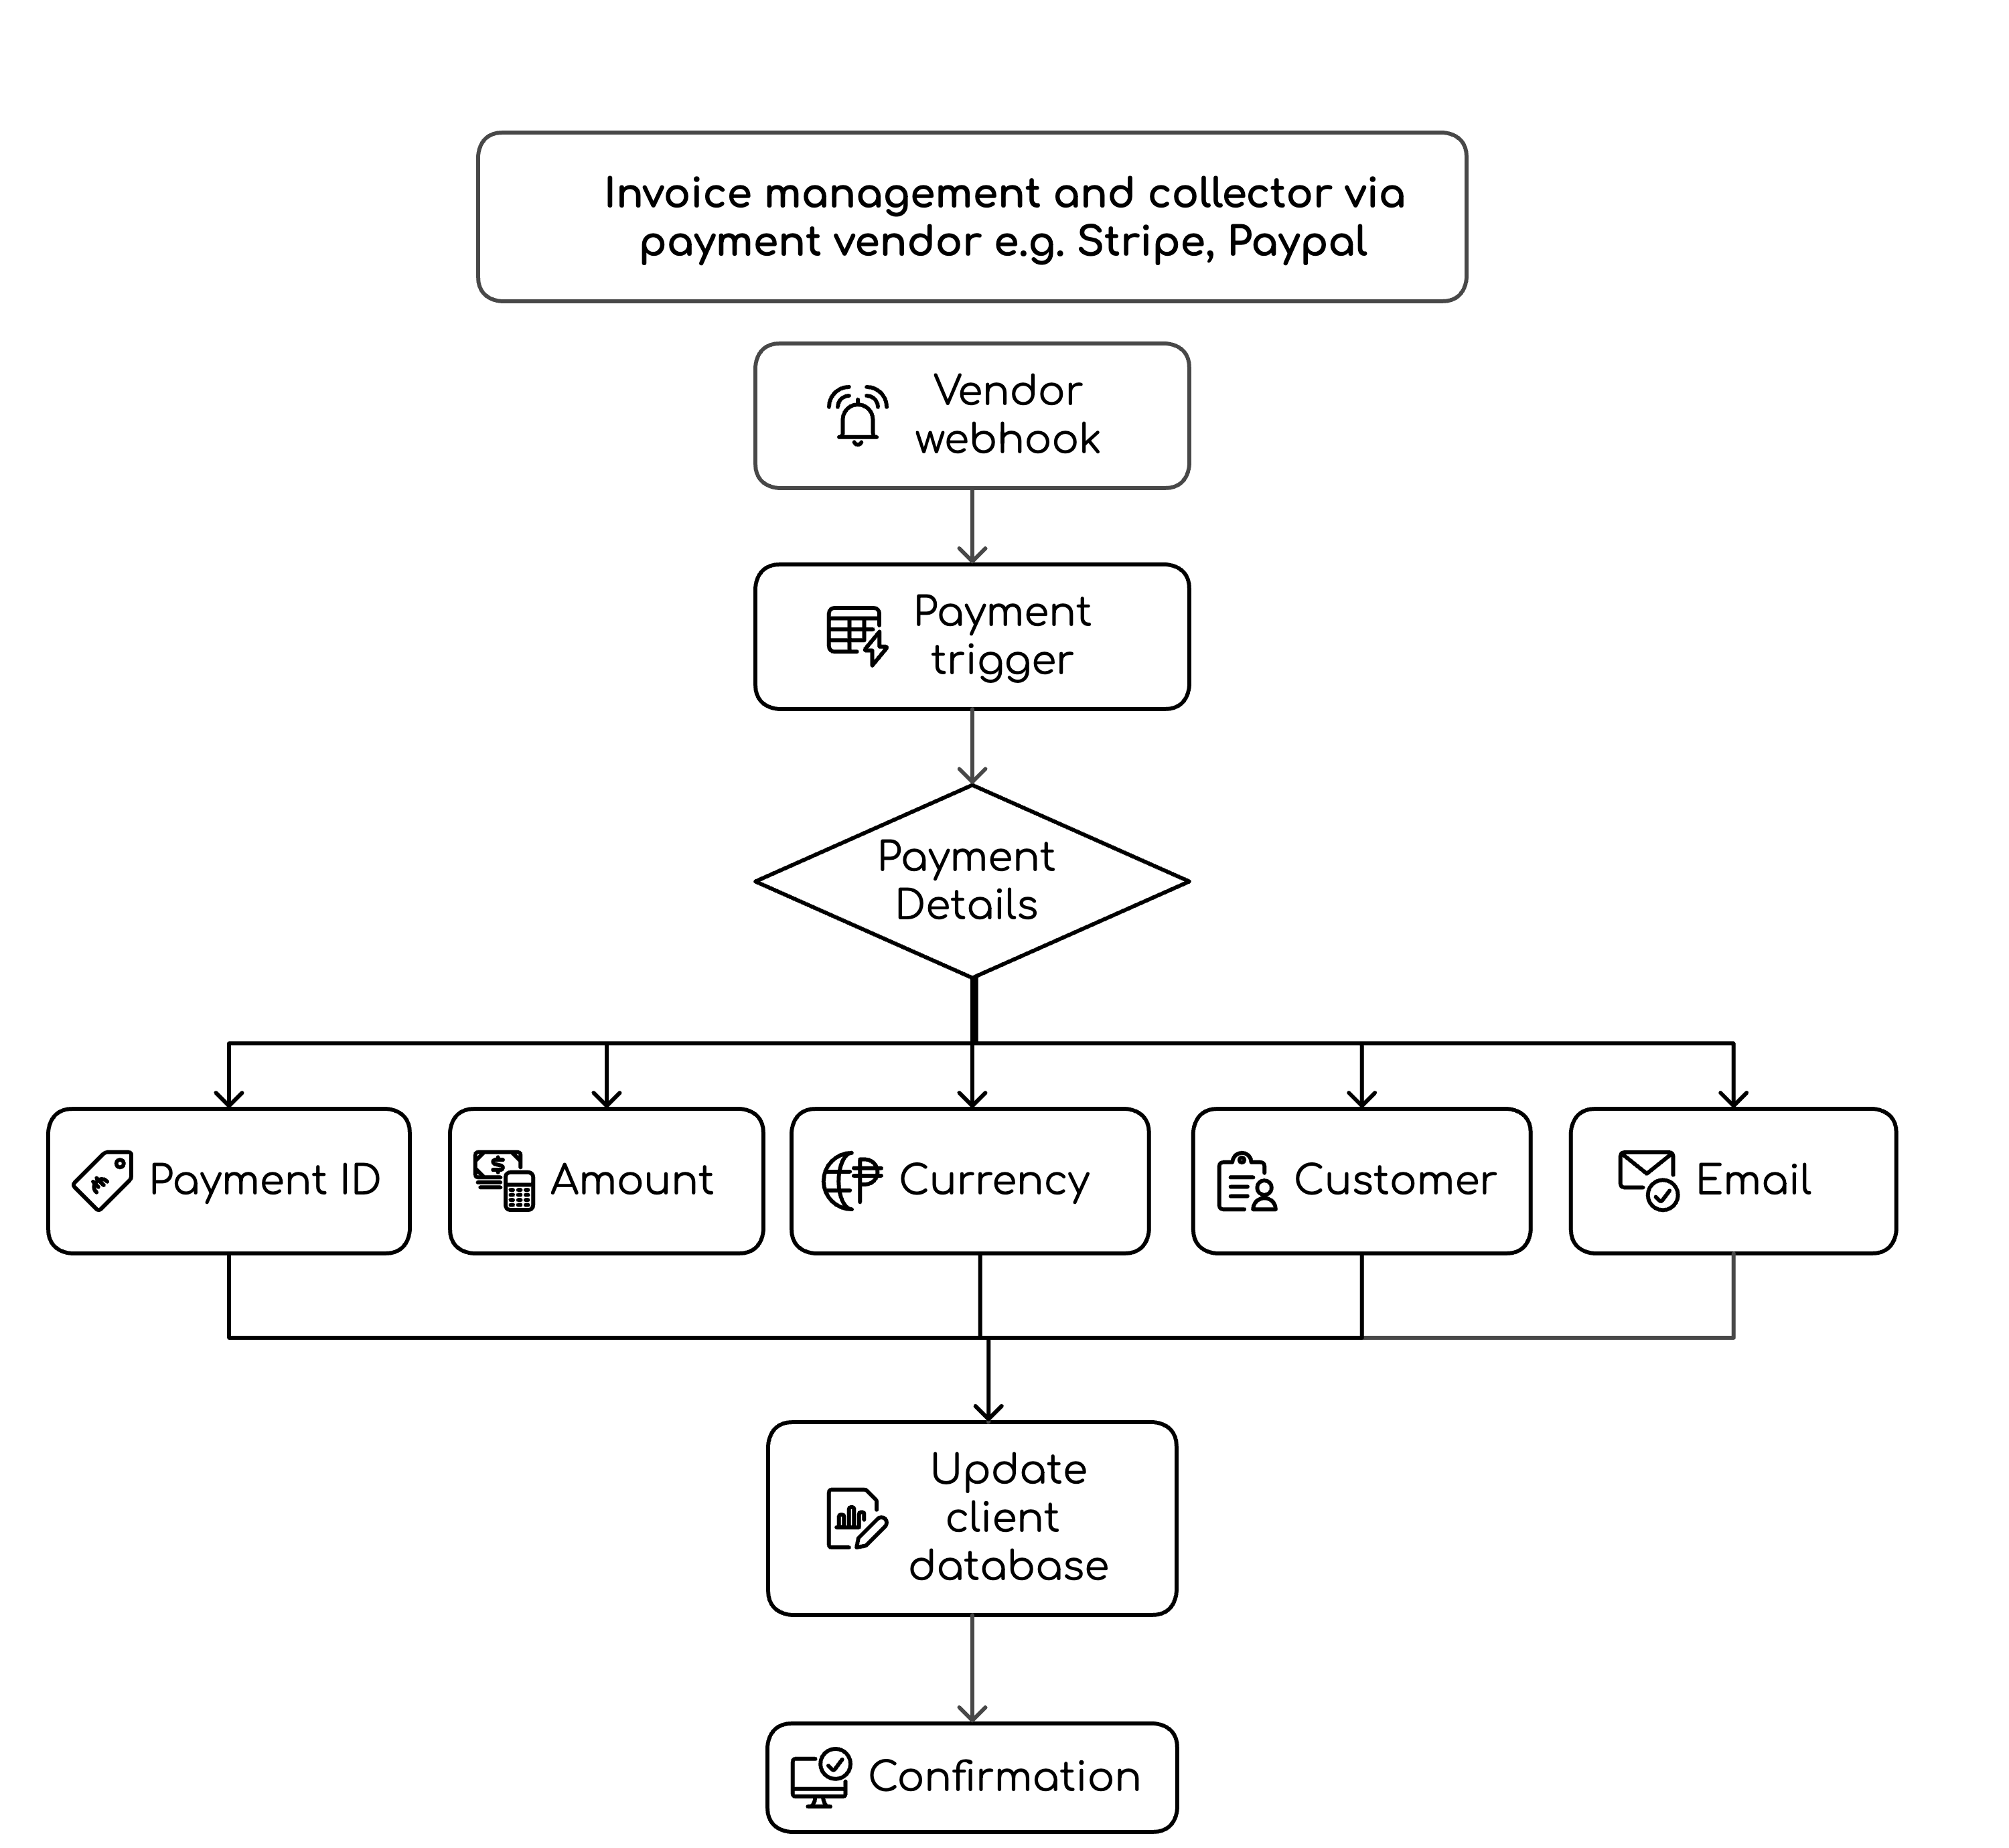 Invoice management and collector via
payment vendor e.g. Stripe, Paypal
Vendor
webhook
Payment
trigger
Payment
Details
Payment ID
Amount
Currency
Customer
Email
Update
client
database
Confirmation